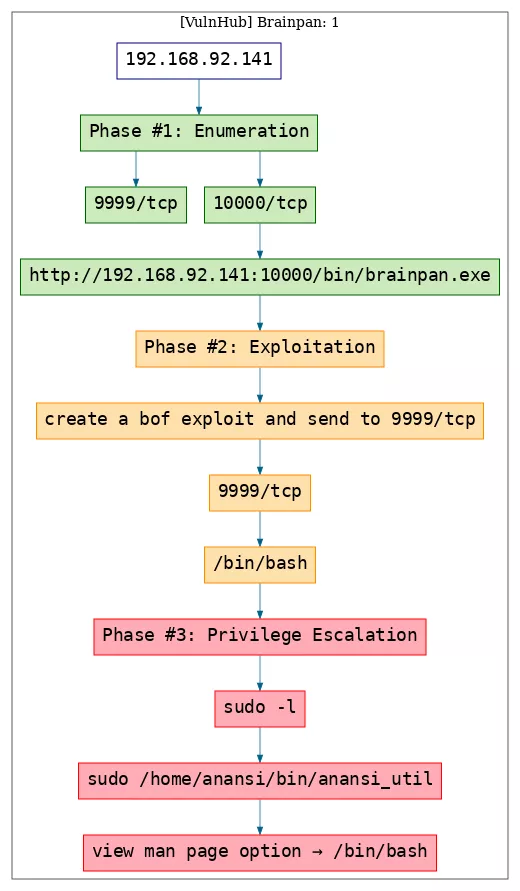 [VulnHub] Brainpan: 1
192.168.92.141
Phase #1: Enumeration
9999/tcp
10000/tcp
http://192.168.92.141:10000/bin/brainpan.exe
Phase #2: Exploitation
create a bof exploit and send to 9999/tcp
9999/tcp
/bin/bash
Phase #3: Privilege Escalation
sudo -l
sudo /home/anansi/bin/anansi_util
view man page option → /bin/bash